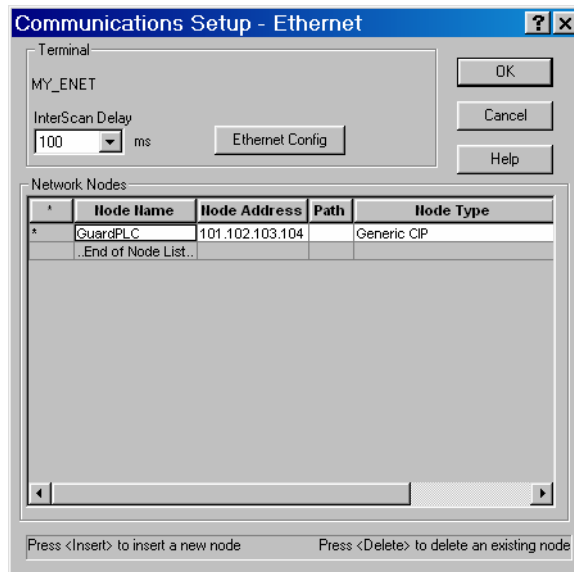 Communications Setup - Ethernet ? ×
Terminal
OK
MY_ENET
InterScan Delay
Cancel
100 ms Ethernet Config
Help
Network Nodes
* Node Name Node Address Path Node Type
* GuardPLC 101.102.103.104 Generic CIP
..End of Node List..
Press <Insert> to insert a new node Press <Delete> to delete an existing node